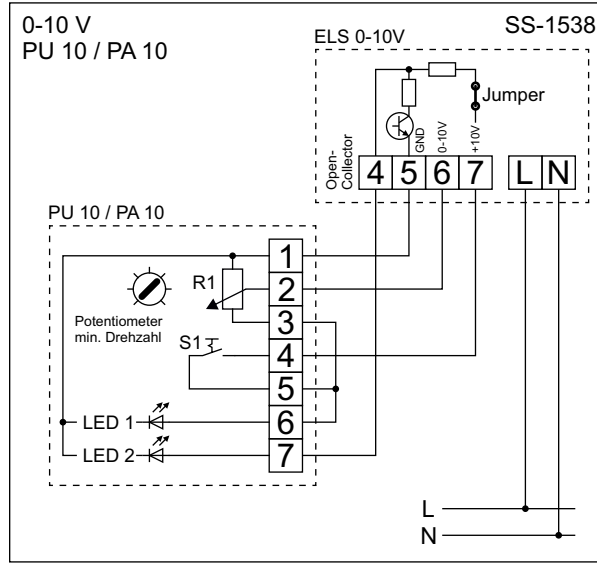 0-10 V
PU 10 / PA 10
SS-1538
ELS 0-10V
Jumper
GND
0-10V
+10V
Open-
Collector
4 5 6 7 L N
PU 10 / PA 10
R1
Potentiometer
min. Drehzahl
S1
LED 1
LED 2
1
2
3
4
5
6
7
L
N